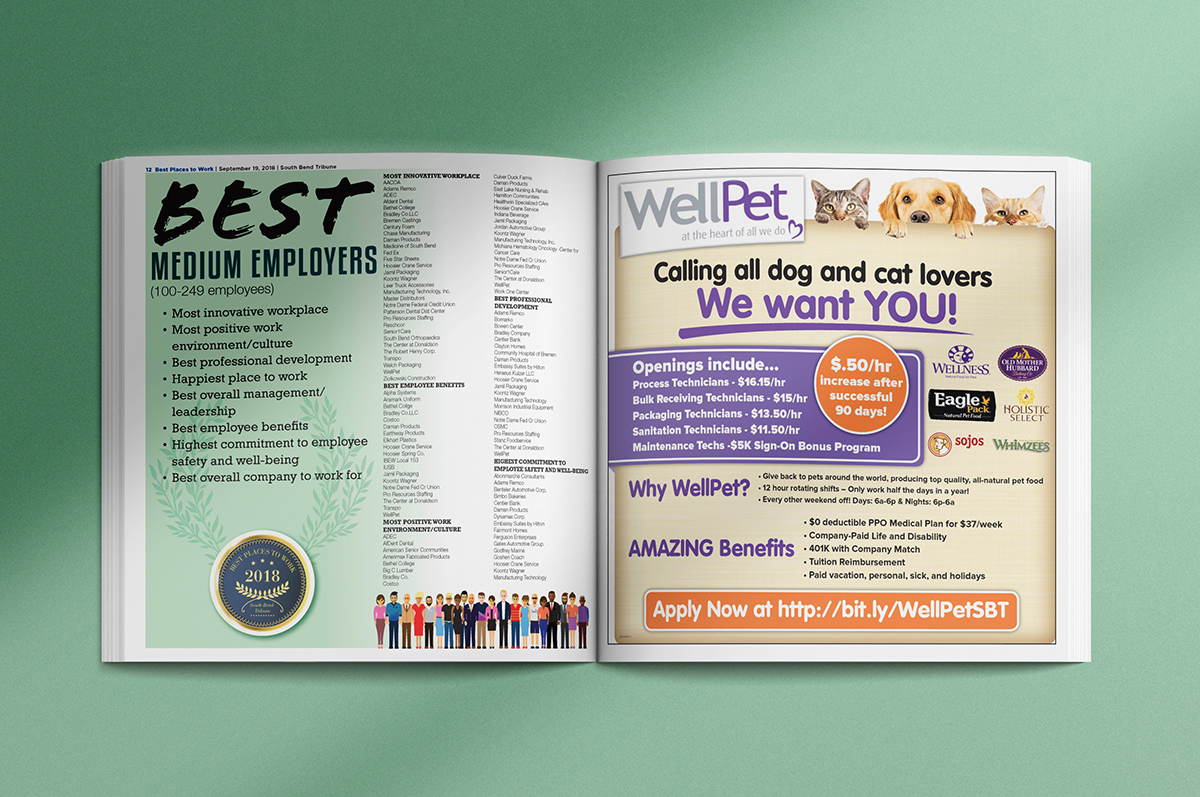 12 Best Places to Work | September 19, 2018 | South Bend Tribune
BEST
MEDIUM EMPLOYERS
(100-249 employees)
• Most innovative workplace
• Most positive work
environment/culture
• Best professional development
• Happiest place to work
• Best overall management/
leadership
• Best employee benefits
• Highest commitment to employee
safety and well-being
• Best overall company to work for
BEST PLACES TO WORK
2018
South Bend
Tribune
MOST INNOVATIVE WORKPLACE
AACOA
Adams Remco
ADEC
Afdent Dental
Bethel College
Bradley Co.LLC
Bremen Castings
Century Foam
Chase Manufacturing
Daman Products
Medicine of South Bend
Fed Ex
Five Star Sheets
Hoosier Crane Service
Jamil Packaging
Koontz Wagner
Leer Truck Accessories
Manufacturing Technology, Inc.
Master Distributors
Notre Dame Federal Credit Union
Patterson Dental Dist Center
Pro Resources Staffing
Rieschcor
Senior1Care
South Bend Orthopaedics
The Center at Donaldson
The Robert Henry Corp.
Transpo
Welch Packaging
WellPet
Ziolkowski Construction
BEST EMPLOYEE BENEFITS
Alpha Systems
Aramark Uniform
Bethel College
Bradley Co.LLC
Costco
Daman Products
Earthway Products
Elkhart Plastics
Hoosier Crane Service
Hoosier Spring Co.
IBEW Local 153
IUSB
Jamil Packaging
Koontz Wagner
Notre Dame Fed Cr Union
Pro Resources Staffing
The Center at Donaldson
Transpo
WellPet
MOST POSITIVE WORK
ENVIRONMENT/CULTURE
ADEC
AfDent Dental
American Senior Communities
Amerimax Fabricated Products
Bethel College
Big C Lumber
Bradley Co.
Costco
Culver Duck Farms
Daman Products
East Lake Nursing & Rehab
Hamilton Communities
Healthwin Specialized CAre
Hoosier Crane Service
Indiana Beverage
Jamil Packaging
Jordan Automotive Group
Koontz Wagner
Manufacturing Technology, Inc.
Michiana Hematology Oncology -Center for
Cancer Care
Notre Dame Fed Cr Union
Pro Resources Staffing
Senior1Care
The Center at Donaldson
WellPet
Work One Center
BEST PROFESSIONAL
DEVELOPMENT
Adams Remco
Bomarko
Bowen Center
Bradley Company
Centier Bank
Clayton Homes
Community Hospital of Bremen
Daman Products
Embassy Suites by Hilton
Heraeus Kulzer LLC
Hoosier Crane Service
Jamil Packaging
Koontz Wagner
Manufacturing Technology
Morrison Industrial Equipment
NIBCO
Notre Dame Fed Cr Union
OSMC
Pro Resources Staffing
Stanz Foodservice
The Center at Donaldson
WellPet
HIGHEST COMMITMENT TO
EMPLOYEE SAFETY AND WELL-BEING
Abonmarche Consultants
Adams Remco
Benteler Automotive Corp.
Bimbo Bakeries
Centier Bank
Daman Products
Dynamax Corp
Embassy Suites by Hilton
Fairmont Homes
Ferguson Enterprises
Gates Automotive Group
Godfrey Marine
Goshen Coach
Hoosier Crane Service
Koontz Wagner
Manufacturing Technology
WellPet
at the heart of all we do
Calling all dog and cat lovers
We want YOU!
Openings include...
Process Technicians - $16.15/hr
Bulk Receiving Technicians - $15/hr
Packaging Technicians - $13.50/hr
Sanitation Technicians - $11.50/hr
Maintenance Techs -$5K Sign-On Bonus Program
$.50/hr
increase after
successful
90 days!
WELLNESS
Natural Food for Pets
OLD MOTHER
HUBBARD
Baking Co.
Eagle
Pack
Natural Pet Food
HOLISTIC
SELECT
sojos
WHIMZEES
Why WellPet?
• Give back to pets around the world, producing top quality, all-natural pet food
• 12 hour rotating shifts – Only work half the days in a year!
• Every other weekend off! Days: 6a-6p & Nights: 6p-6a
AMAZING Benefits
• $0 deductible PPO Medical Plan for $37/week
• Company-Paid Life and Disability
• 401K with Company Match
• Tuition Reimbursement
• Paid vacation, personal, sick, and holidays
Apply Now at http://bit.ly/WellPetSBT